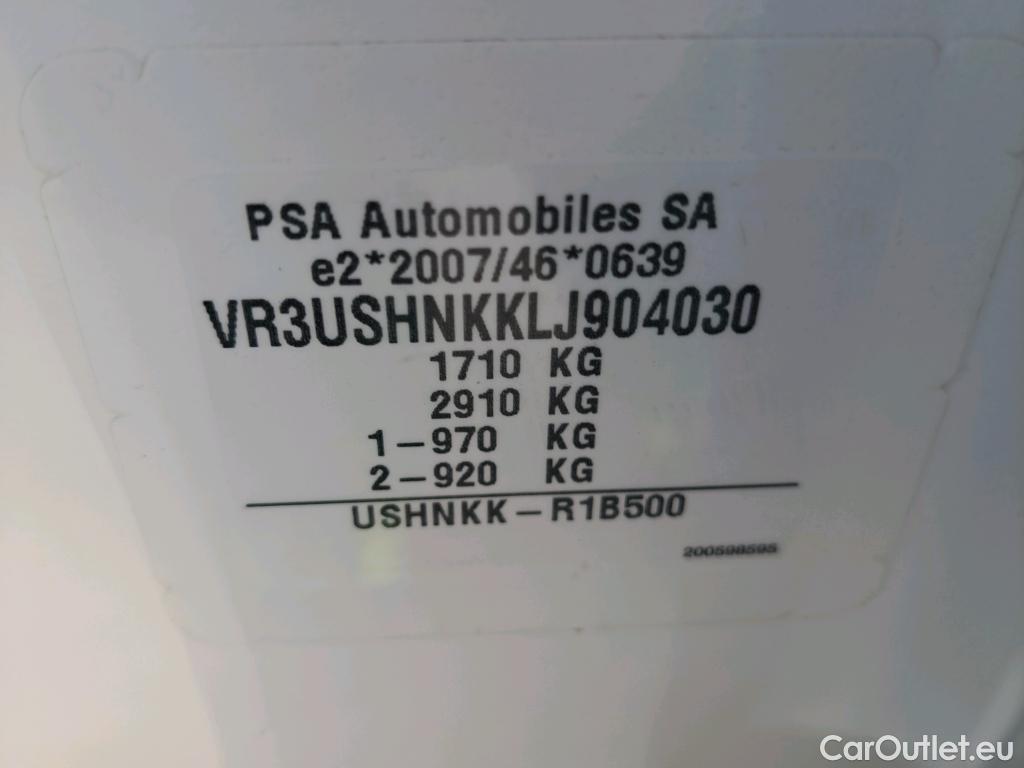 PSA Automobiles SA
e2*2007/46*0639
VR3USHNKKLJ904030
1710 KG
2910 KG
1-970 KG
2-920 KG
USHNKK-R1B500
200598595
CarOutlet.eu